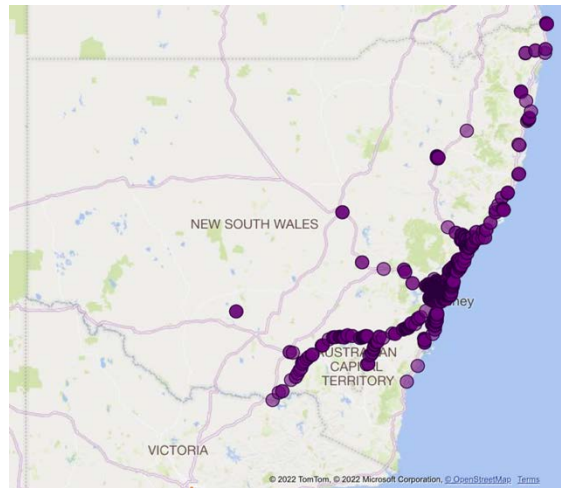 NEW SOUTH WALES
AUSTRALIAN
CAPITAL
TERRITORY
VICTORIA
© 2022 TomTom, © 2022 Microsoft Corporation, © OpenStreetMap Terms